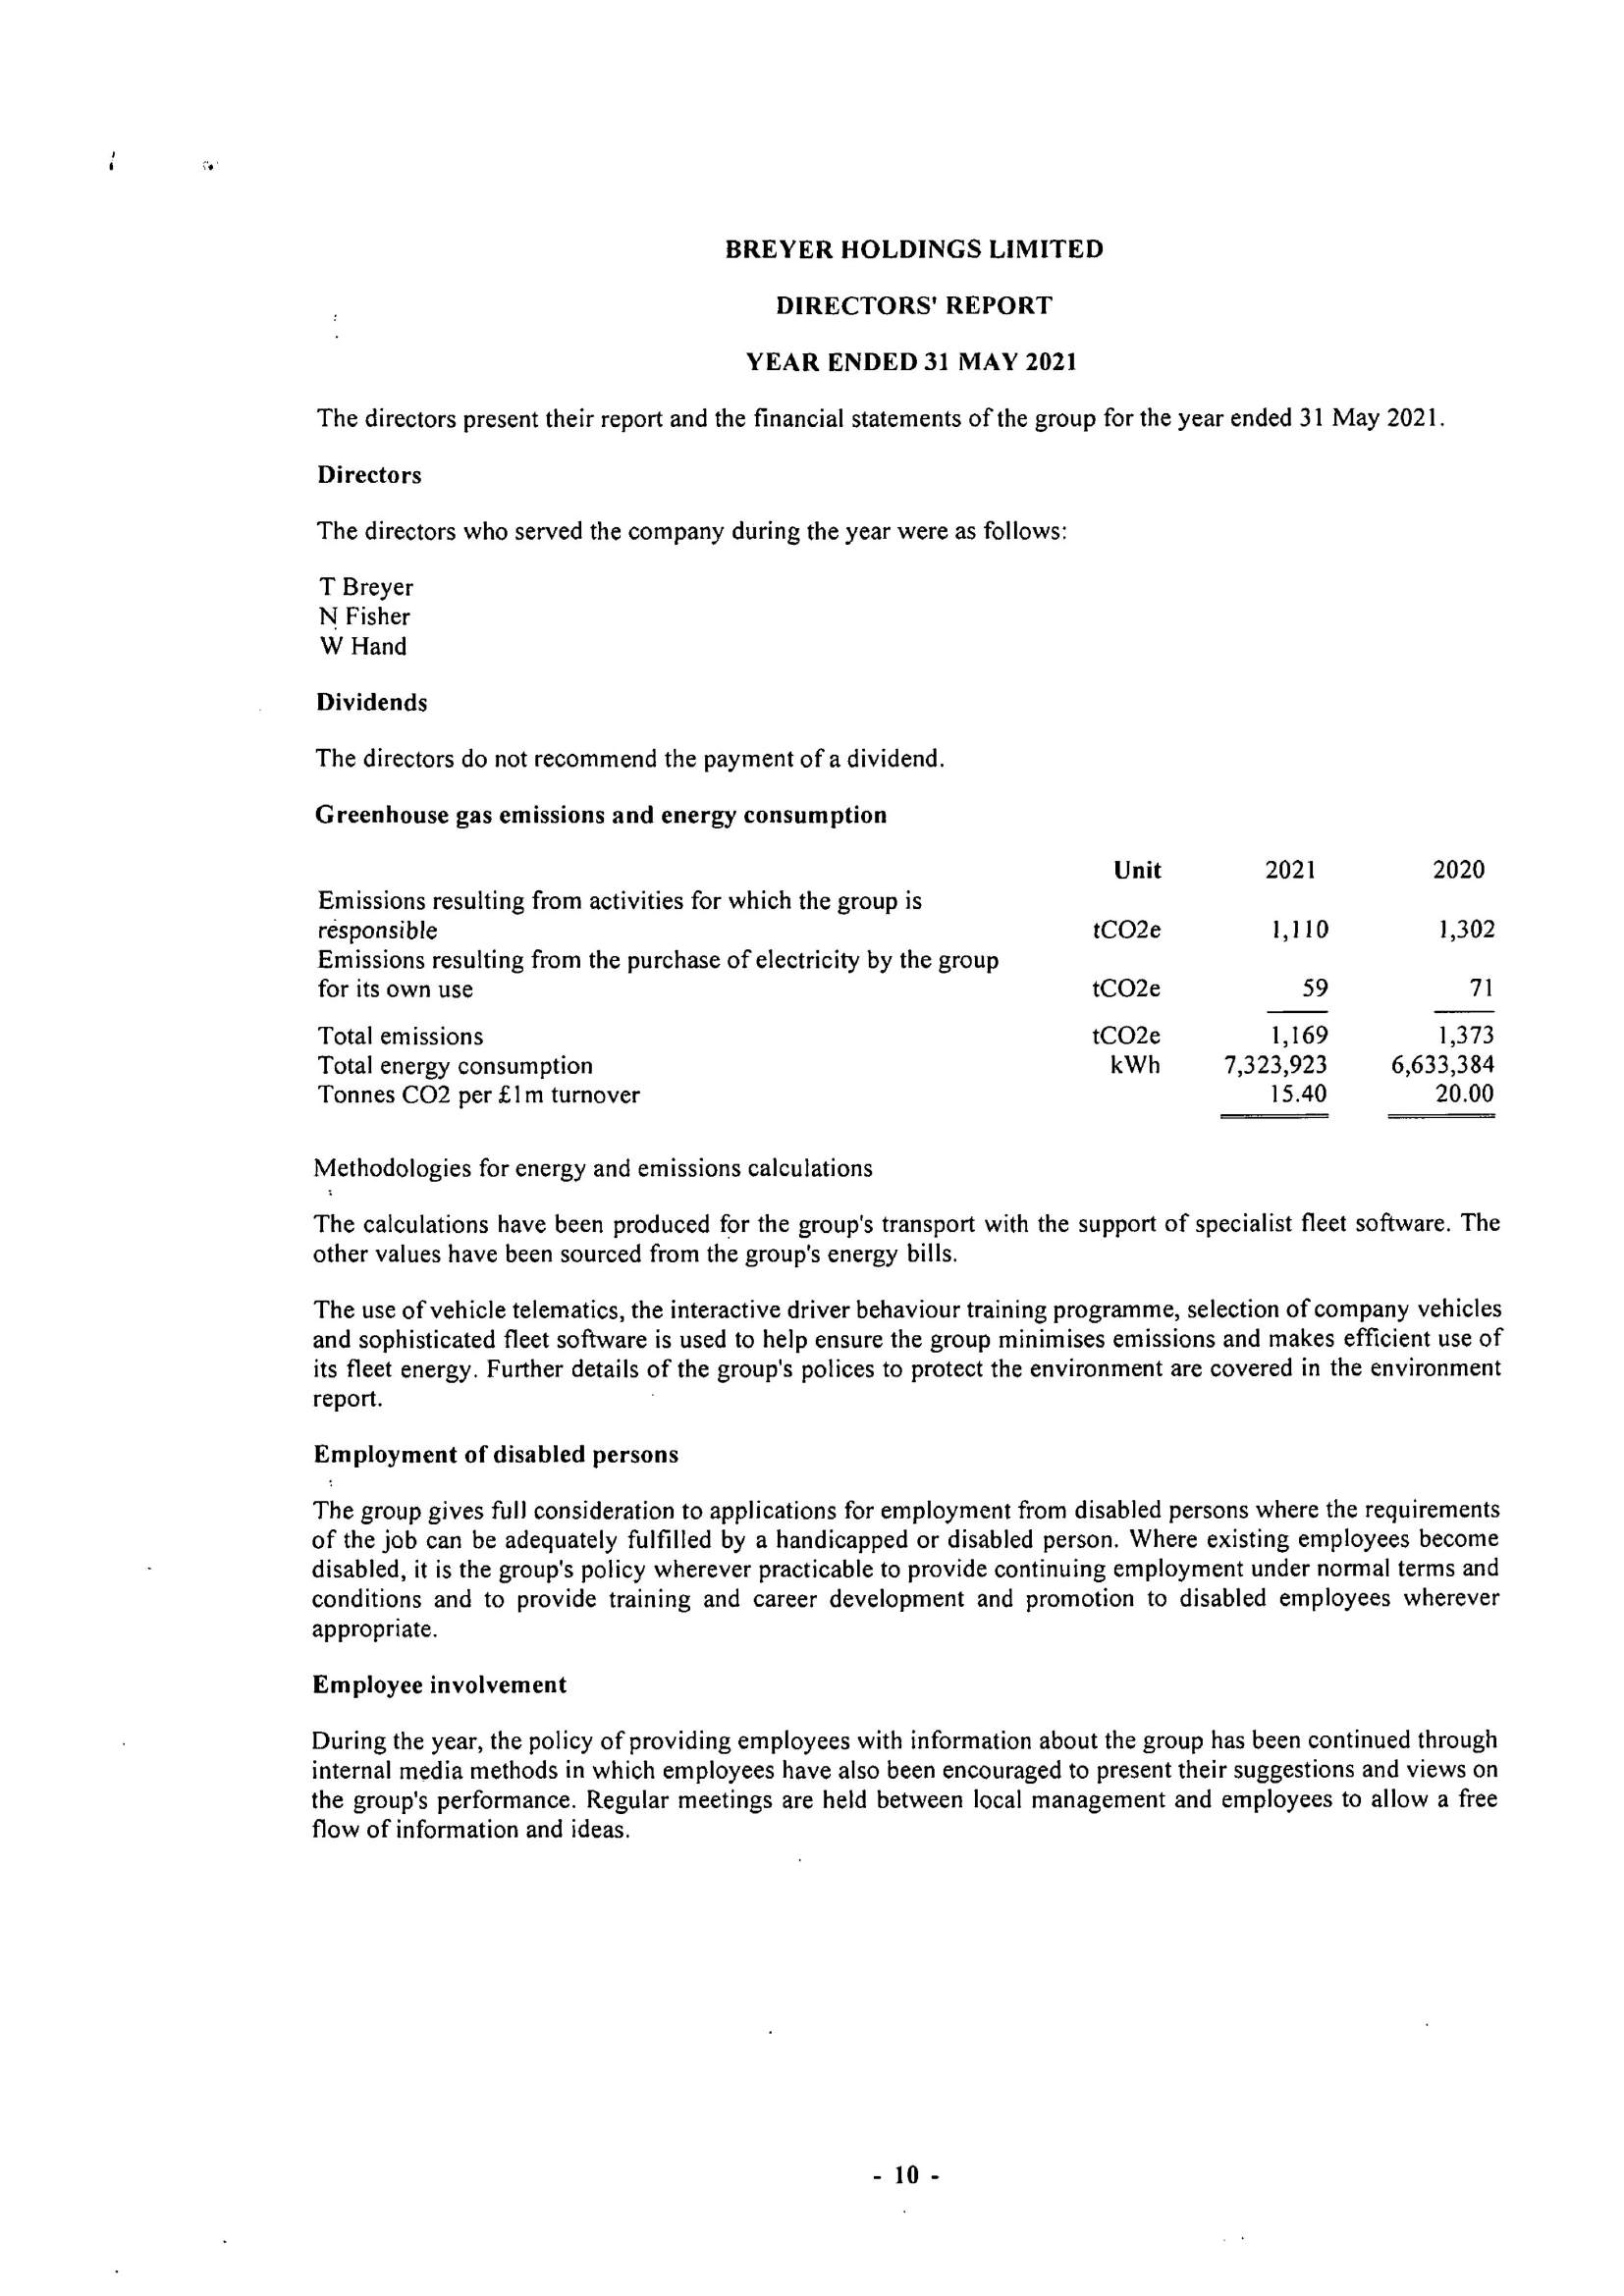 BREYER HOLDINGS LIMITED
DIRECTORS' REPORT
YEAR ENDED 31 MAY 2021
The directors present their report and the financial statements of the group for the year ended 31 May 2021.
Directors
The directors who served the company during the year were as follows:
T Breyer
N Fisher
W Hand
Dividends
The directors do not recommend the payment of a dividend.
Greenhouse gas emissions and energy consumption
Unit 2021 2020
Emissions resulting from activities for which the group is
responsible tCO2e 1,110 1,302
Emissions resulting from the purchase of electricity by the group
for its own use tCO2e 59 71
Total emissions tCO2e 1,169 1,373
Total energy consumption kWh 7,323,923 6,633,384
Tonnes CO2 per £1m turnover 15.40 20.00
Methodologies for energy and emissions calculations
The calculations have been produced for the group's transport with the support of specialist fleet software. The
other values have been sourced from the group's energy bills.
The use of vehicle telematics, the interactive driver behaviour training programme, selection of company vehicles
and sophisticated fleet software is used to help ensure the group minimises emissions and makes efficient use of
its fleet energy. Further details of the group's polices to protect the environment are covered in the environment
report.
Employment of disabled persons
The group gives full consideration to applications for employment from disabled persons where the requirements
of the job can be adequately fulfilled by a handicapped or disabled person. Where existing employees become
disabled, it is the group's policy wherever practicable to provide continuing employment under normal terms and
conditions and to provide training and career development and promotion to disabled employees wherever
appropriate.
Employee involvement
During the year, the policy of providing employees with information about the group has been continued through
internal media methods in which employees have also been encouraged to present their suggestions and views on
the group's performance. Regular meetings are held between local management and employees to allow a free
flow of information and ideas.
- 10 -